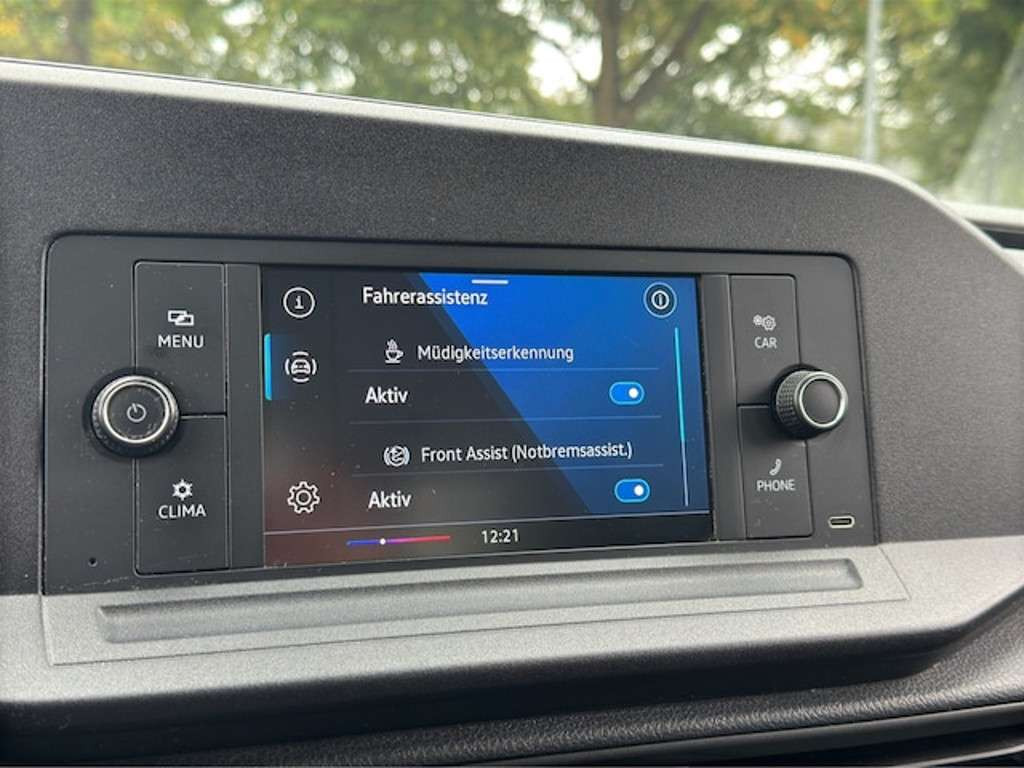 MENU
CLIMA
Fahrerassistenz
Müdigkeitserkennung
Aktiv
Front Assist (Notbremsassist.)
Aktiv
12:21
CAR
PHONE